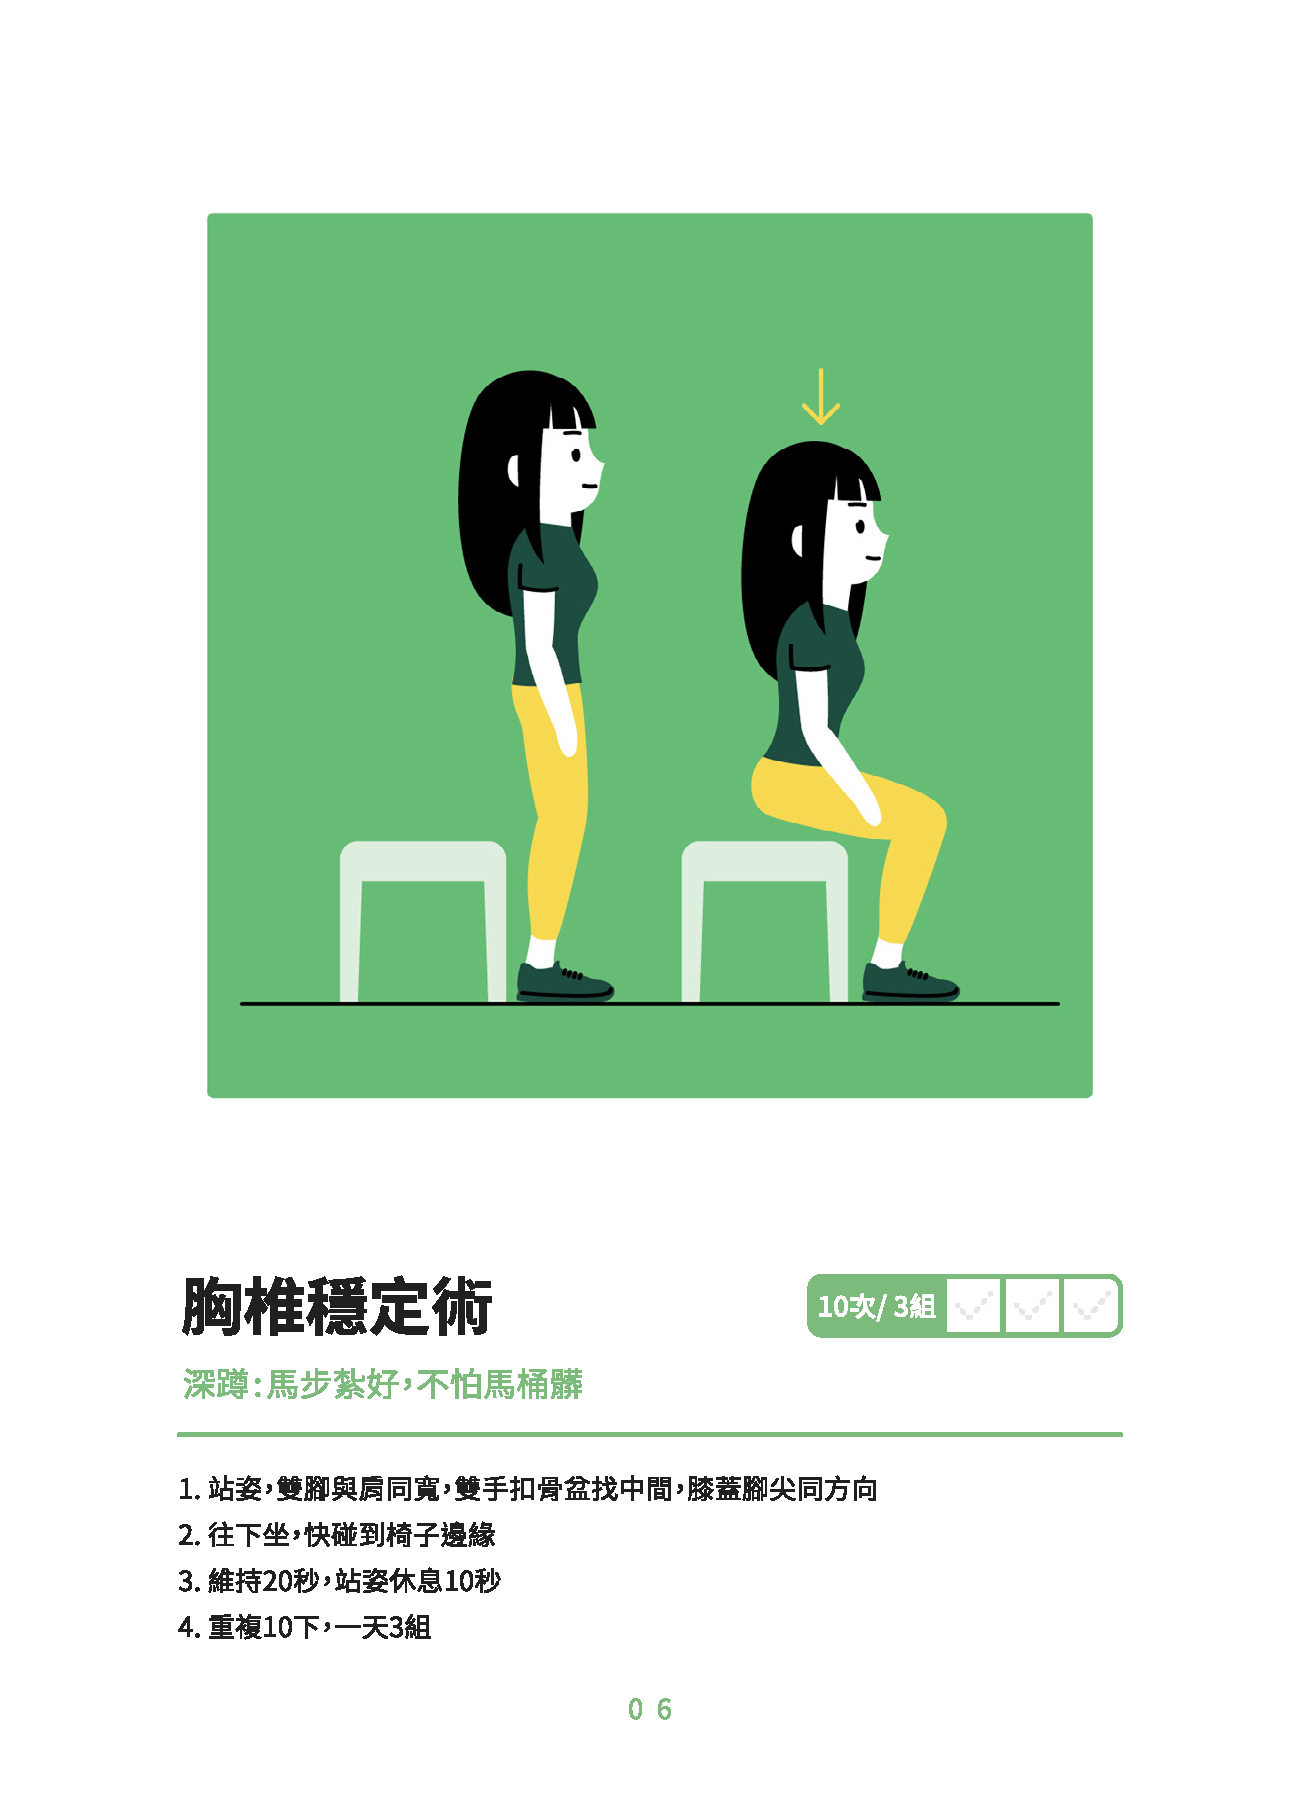 胸椎穩定術
10次/ 3組
深蹲:馬步紮好,不怕馬桶髒
1. 站姿,雙腳與肩同寬,雙手扣骨盆找中間,膝蓋腳尖同方向
2. 往下坐,快碰到椅子邊緣
3. 維持20秒,站姿休息10秒
4. 重複10下,一天3組
06